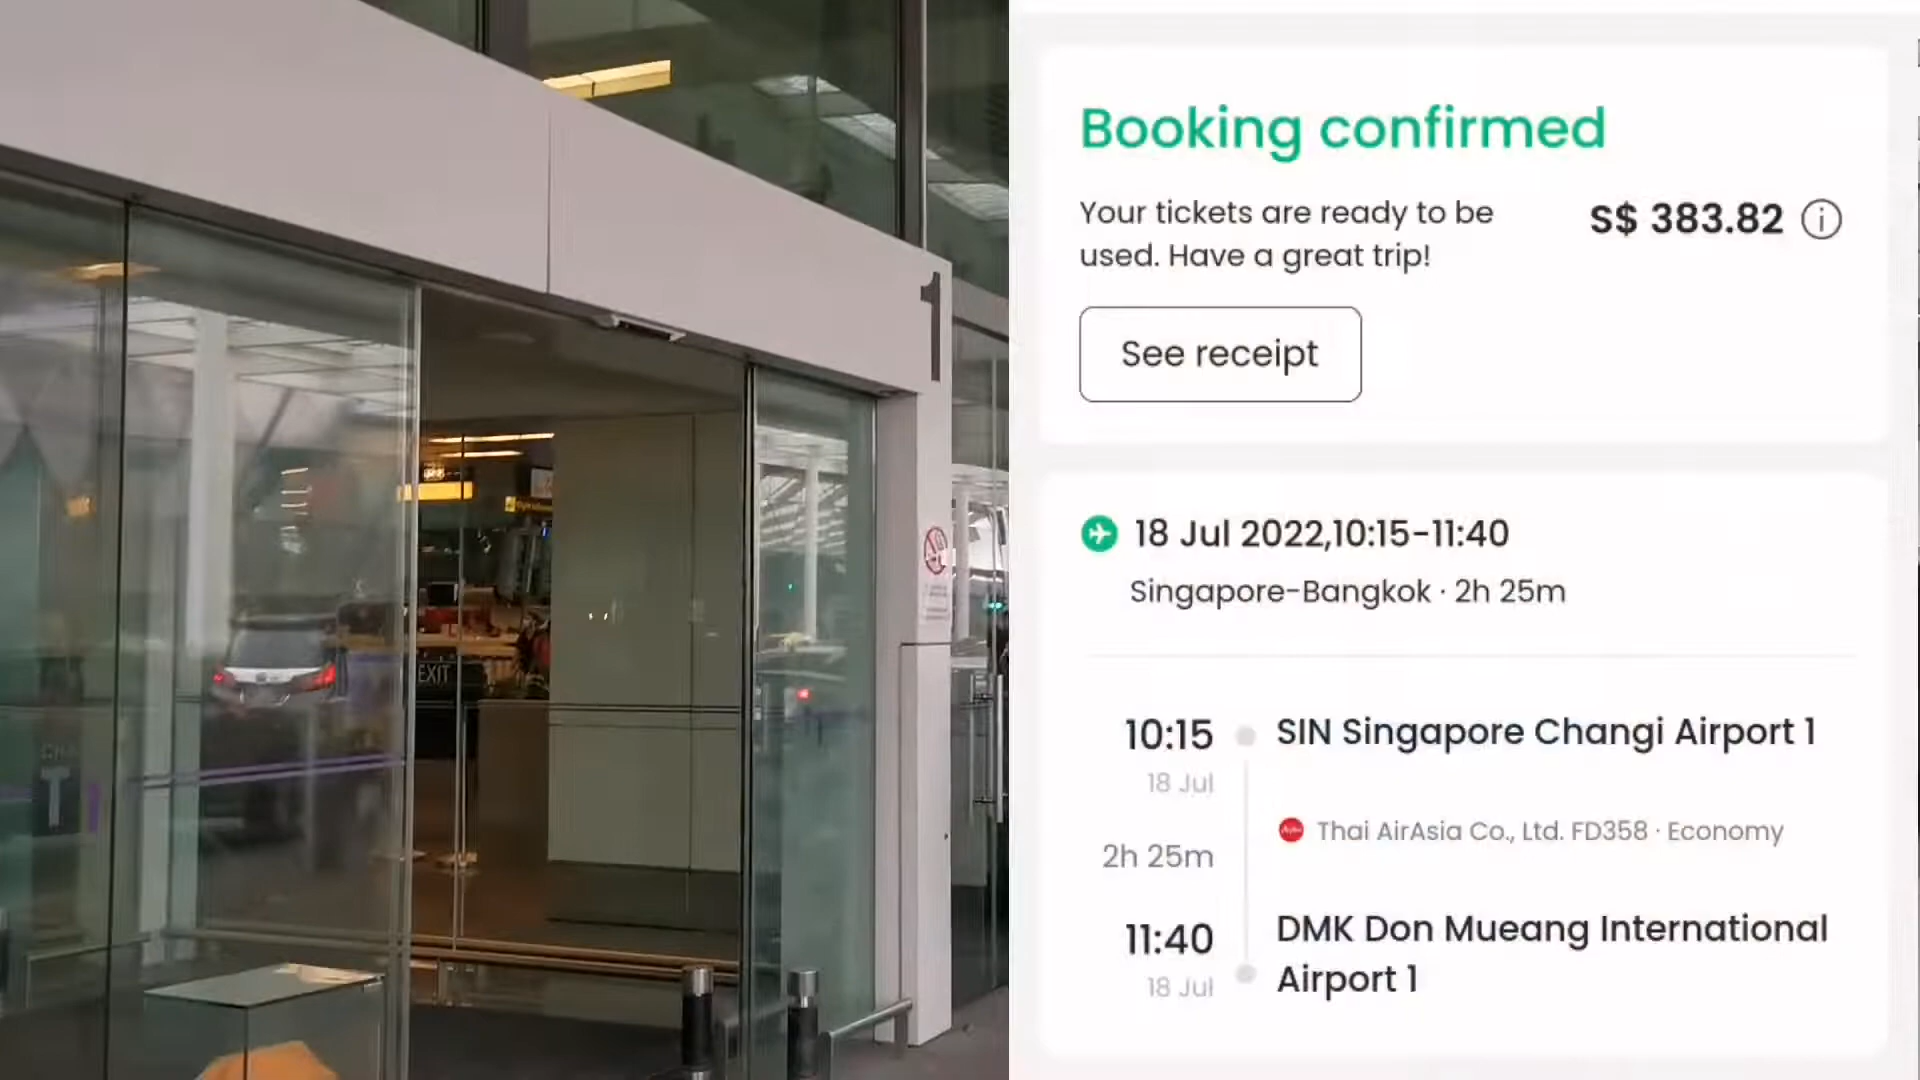 1
EXIT
Booking confirmed
Your tickets are ready to be
used. Have a great trip!
S$ 383.82
See receipt
18 Jul 2022,10:15-11:40
Singapore-Bangkok · 2h 25m
10:15
SIN Singapore Changi Airport 1
18 Jul
Thai AirAsia Co., Ltd. FD358 · Economy
2h 25m
11:40
DMK Don Mueang International
Airport 1
18 Jul